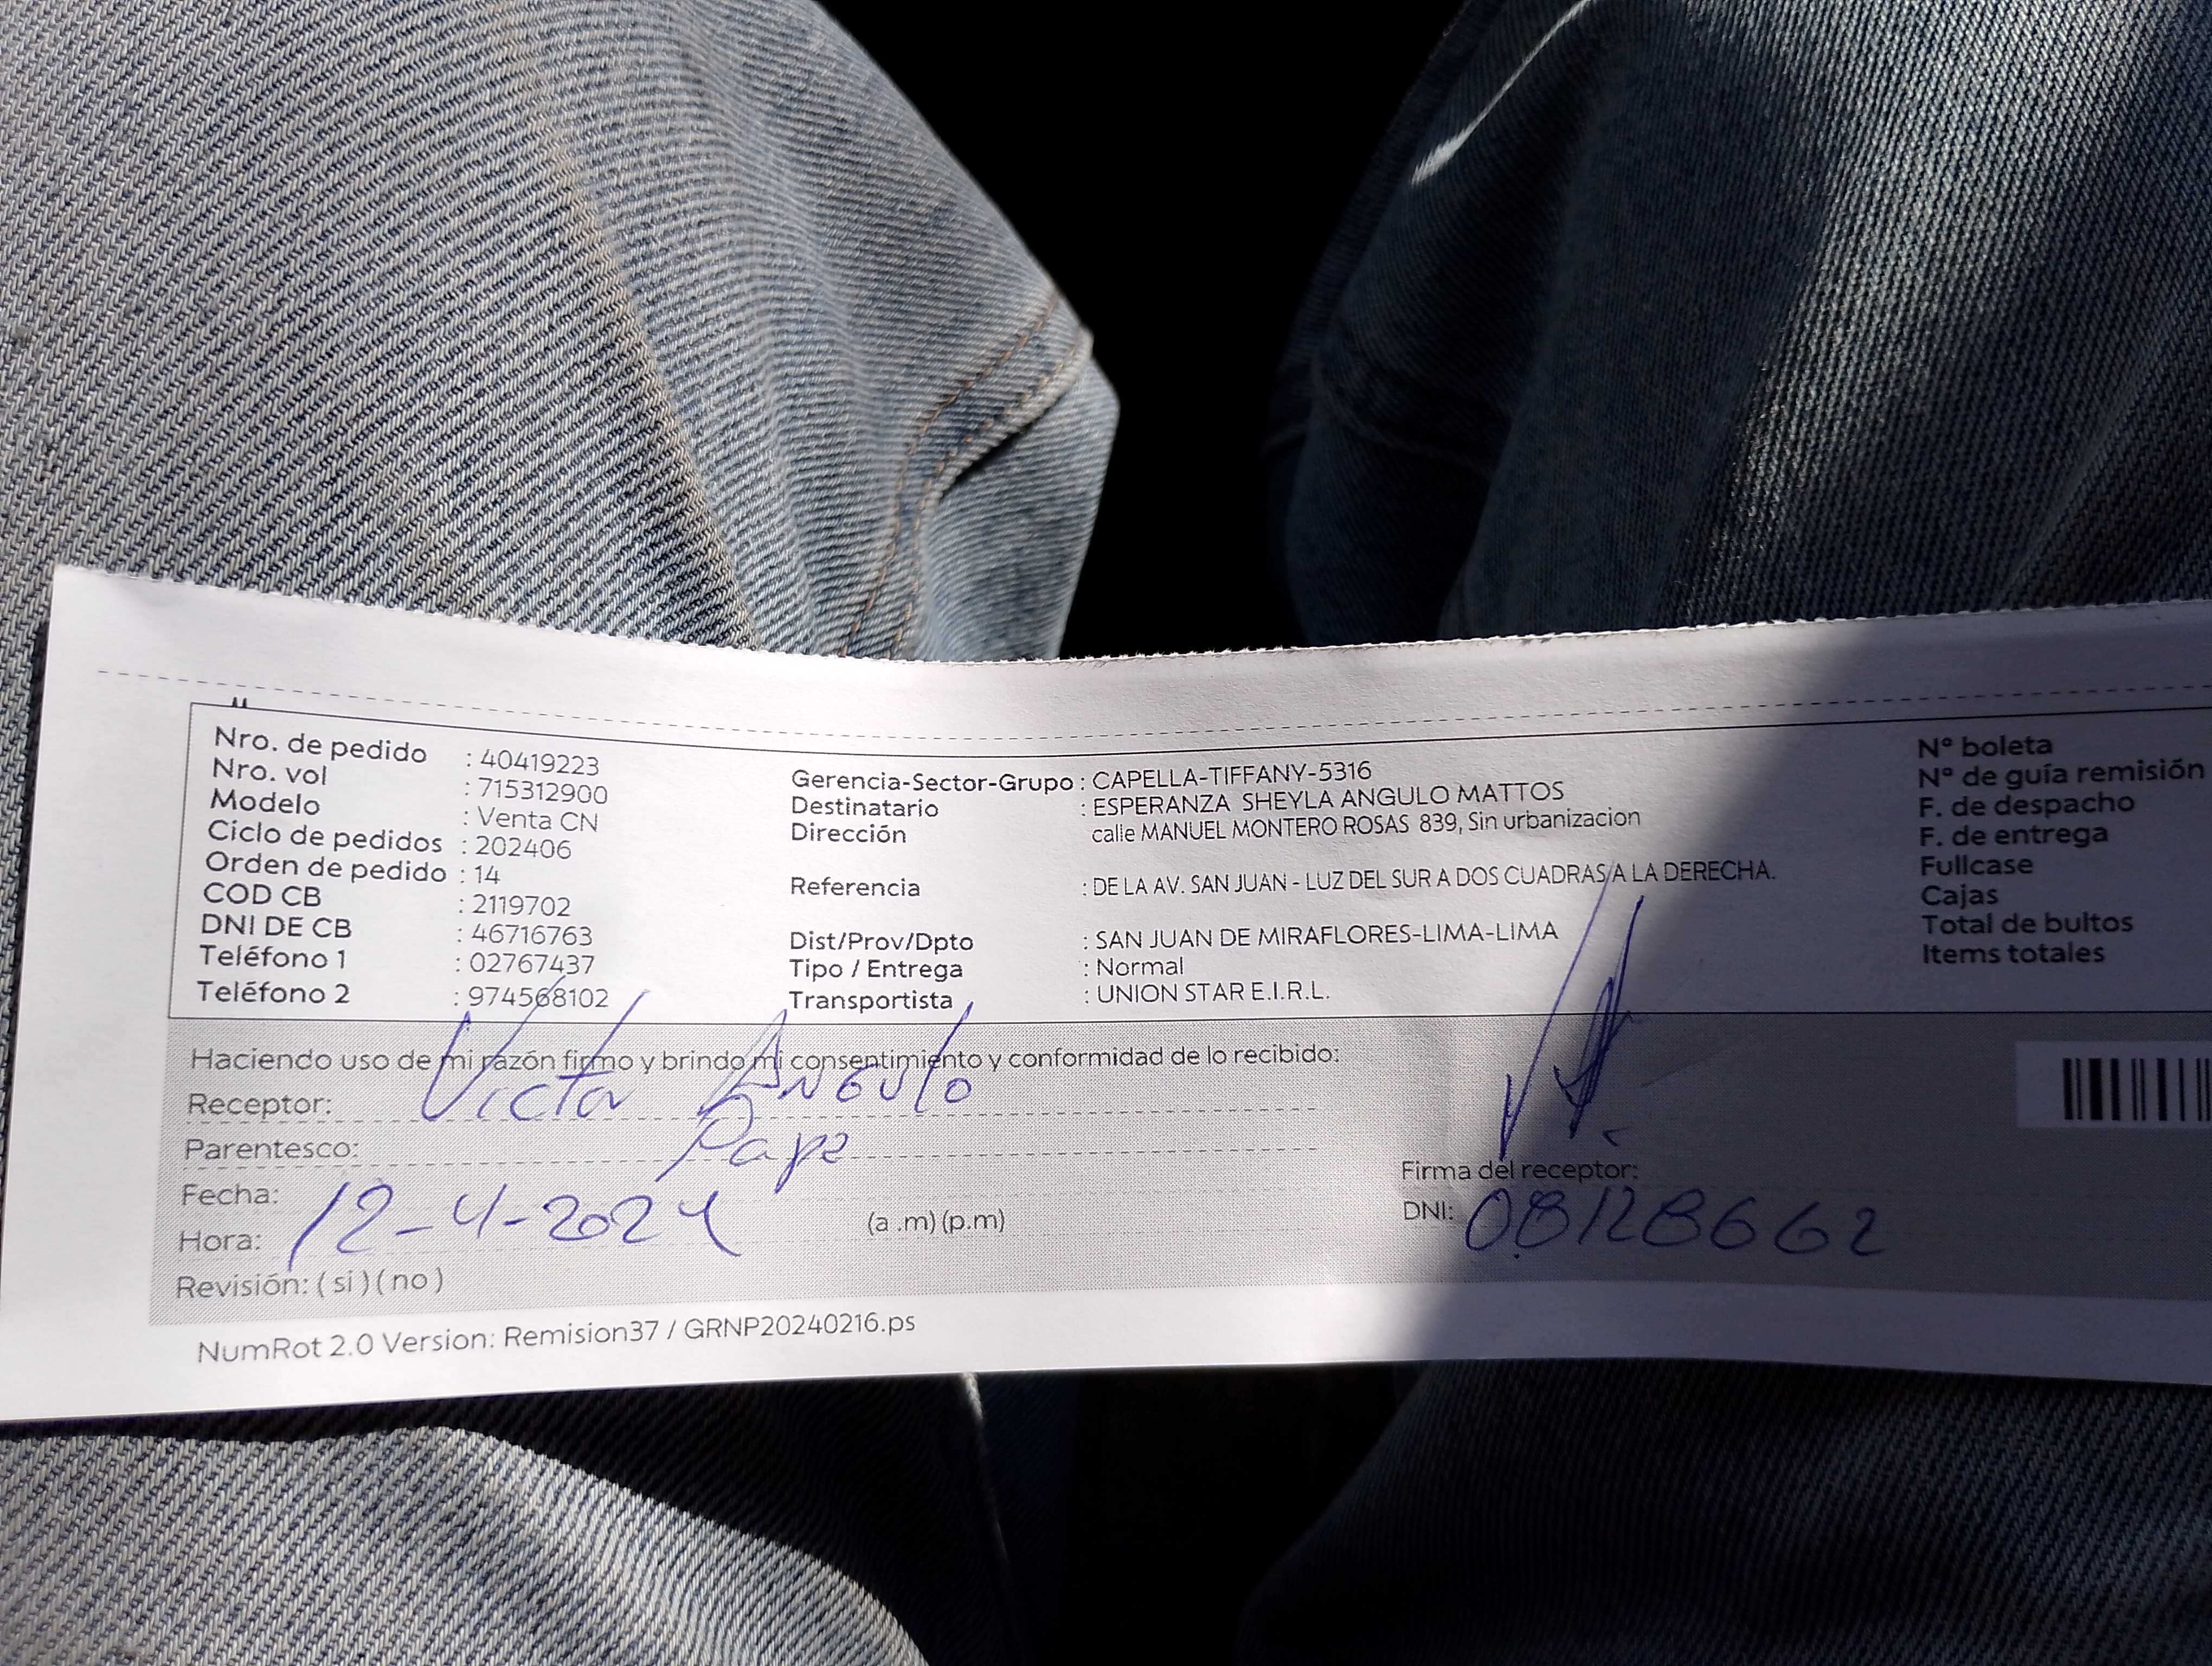 Nro. de pedido : 40419223
Nro. vol : 715312900
Modelo : Venta CN
Ciclo de pedidos : 202406
Orden de pedido : 14
COD CB : 2119702
DNI DE CB : 46716763
Teléfono 1 : 02767437
Teléfono 2 : 974568102
Gerencia-Sector-Grupo : CAPELLA-TIFFANY-5316
Destinatario : ESPERANZA SHEYLA ANGULO MATTOS
Dirección calle MANUEL MONTERO ROSAS 839, Sin urbanizacion
Referencia : DE LA AV. SAN JUAN - LUZ DEL SUR A DOS CUADRAS A LA DERECHA.
Dist/Prov/Dpto : SAN JUAN DE MIRAFLORES-LIMA-LIMA
Tipo / Entrega : Normal
Transportista : UNION STAR E.I.R.L.
N° boleta
N° de guía remisión
F. de despacho
F. de entrega
Fullcase
Cajas
Total de bultos
Items totales
Haciendo uso de mi razón firmo y brindo mi consentimiento y conformidad de lo recibido:
Receptor: Victor Angulo
Parentesco: Papa
Fecha: 12-4-2024
Hora: (a .m) (p.m)
Revisión: ( si ) ( no )
Firma del receptor:
DNI: 08128662
NumRot 2.0 Version: Remision37 / GRNP20240216.ps